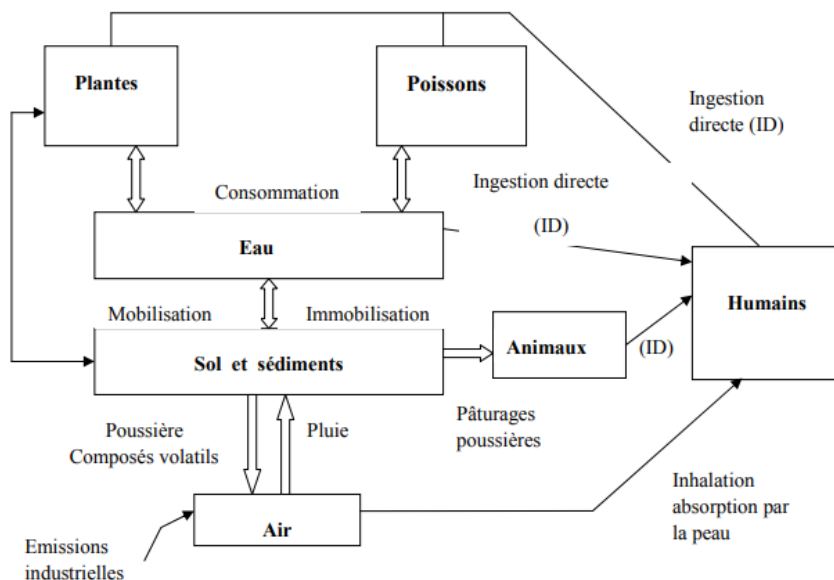 Plantes
Poissons
Ingestion
directe (ID)
Consommation
Ingestion directe
(ID)
Eau
Humains
Mobilisation
Immobilisation
Animaux
(ID)
Sol et sédiments
Poussière
Composés volatils
Pluie
Pâturages
poussières
Inhalation
absorption par
la peau
Air
Emissions
industrielles